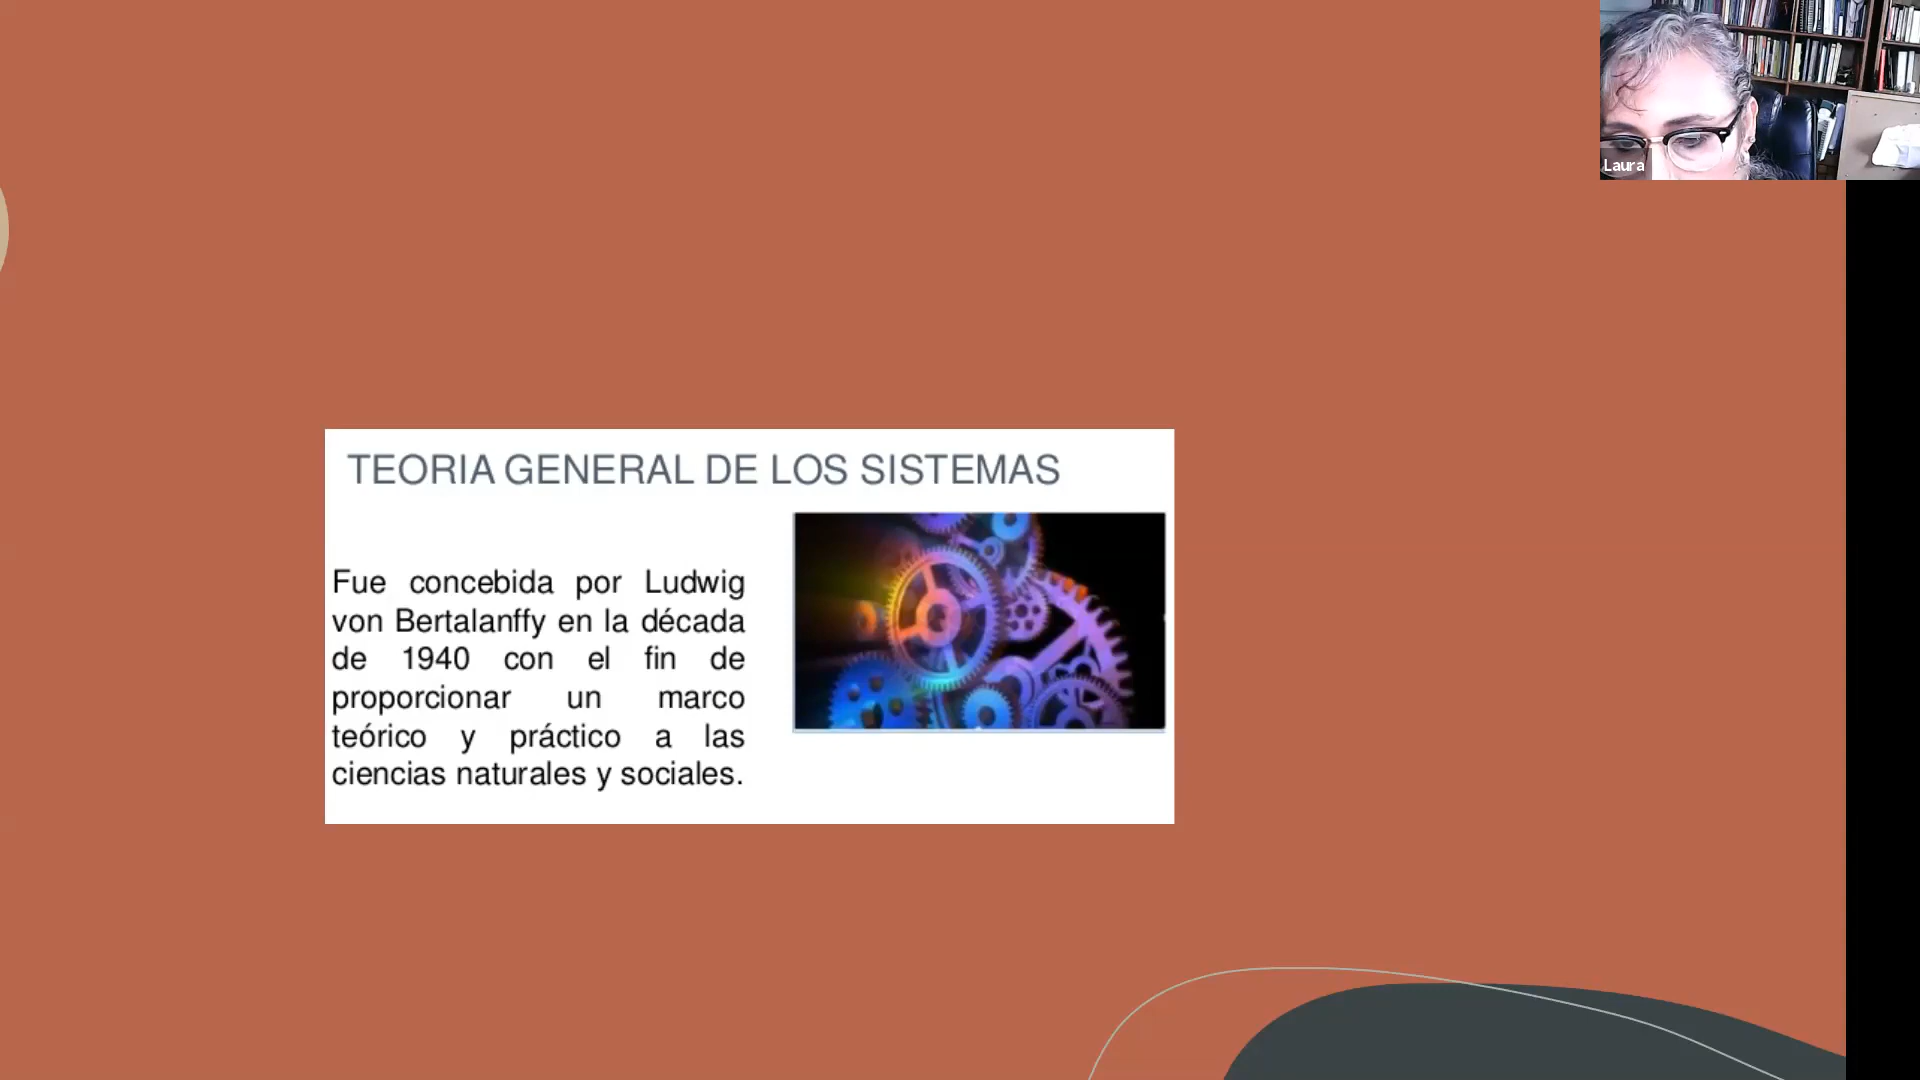 Laura
TEORIA GENERAL DE LOS SISTEMAS
Fue concebida por Ludwig
von Bertalanffy en la década
de 1940 con el fin de
proporcionar un marco
teórico y práctico a las
ciencias naturales y sociales.